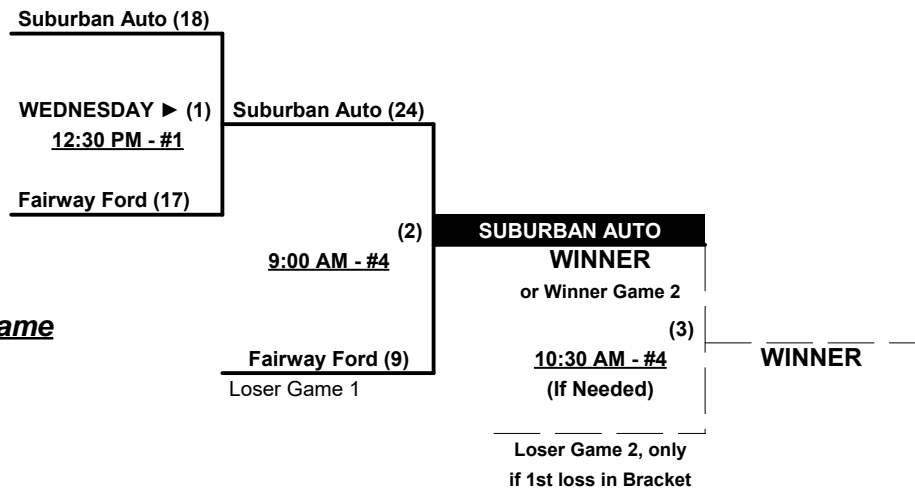 Suburban Auto (18)
WEDNESDAY ► (1)
12:30 PM - #1
Fairway Ford (17)
Suburban Auto (24)
(2)
9:00 AM - #4
ame
Fairway Ford (9)
Loser Game 1
SUBURBAN AUTO
WINNER
or Winner Game 2
(3)
10:30 AM - #4
(If Needed)
WINNER
Loser Game 2, only
if 1st loss in Bracket